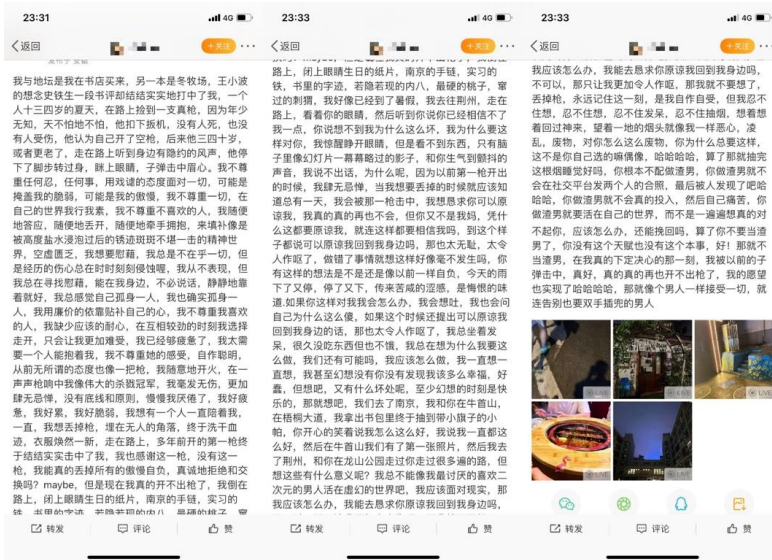 23:31
4G
返回
+关注
我与地坛是我在书店买来，另一本是冬牧场，王小波
的想念史铁生一段书评却结结实实地打中了我，一个
人十三四岁的夏天，在路上捡到一支真枪，因为年少
无知，天不怕地不怕，他扣下扳机，没有人死，也没
有人受伤，他认为自己开了空枪，后来他三四十岁，
或者更老了，走在路上听到身边有隐约的风声，他停
下了脚步转过身，眯上眼睛，子弹击中眉心。我不尊
重任何忍，任何事，用戏谑的态度面对一切，可能是
掩盖我的脆弱，可能是我的傲慢，我不尊重一切，在
自己的世界我行我素，我不尊重不喜欢的人，我随便
地答应，随便地丢开，随便地牵手拥抱，来填补像是
被高度盐水浸泡过后的锈迹斑斑不堪一击的精神世
界，空虚匮乏，我想要慰藉，我总是不在乎一切，但
是经历的伤心总在时时刻刻侵蚀喔，我从不表现，但
我总在寻找慰藉，能在我身边，不必说话，静静地靠
着就好，我总感觉自己孤身一人，我也确实孤身一
人，我用廉价的依靠贴补自己的心，我不尊重我喜欢
的人，我缺少应该的耐心，在互相较劲的时刻我选择
走开，只会让我更加难受，我已经够疲惫了，我太需
要一个人能抱着我，我不尊重她的感受，自作聪明，
从前无所谓的态度也像一把枪，我随意地开火，在一
声声枪响中我像伟大的杀戮冠军，我毫发无伤，更加
肆无忌惮，没有底线和原则，慢慢我厌倦了，我好疲
惫，我好累，我好脆弱，我想有一个人一直陪着我，
一直，我想丢掉枪，埋在无人的角落，终于洗干血
迹，衣服焕然一新，走在路上，多年前开的第一枪终
于结结实实击中了我，我也感谢这一枪，没有这一
枪，我能真的丢掉所有的傲慢自负，真诚地拒绝和交
换吗？maybe，但是现在我真的开不出枪了，我倒在
路上，闭上眼睛生日的纸片，南京的手链，实习的
转发
评论
赞
23:33
4G
返回
+关注
路上，闭上眼睛生日的纸片，南京的手链，实习的
铁，书里的字迹，若隐若现的内八，最硬的桃子，窜
过的刺猬，我好像已经到了暑假，我去往荆州，走在
路上，看着你的眼睛，然后听到你说你已经相信不了
我一点，你说想不到我为什么这么坏，我为什么要这
样对你，我惊醒睁开眼睛，但是看不到东西，只有脑
子里像幻灯片一幕幕略过的影子，和你生气到颤抖的
声音，我说不出话，为什么呢，因为以前第一枪开出
的时候，我肆无忌惮，当我想要丢掉的时候就应该知
道总有一天，我会被那一枪击中，我想恳求你可以原
谅我，我真的真的再也不会，但你又不是我妈，凭什
么这都要原谅我，就连这样都要相信我吗，到这个样
子都说可以原谅我回到我身边吗，那也太无耻，太令
人作呕了，做错了事情就想这样好像毫不发生吗，你
有这样的想法是不是还是像以前一样自负，今天的雨
下了又停，停了又下，传来苦咸的涩感，是悔恨的味
道.如果你这样对我我会怎么办，我会想吐，我也会问
自己为什么这么傻，如果这个时候还提出可以原谅我
回到我身边的话，那也太令人作呕了，我总坐着发
呆，很久没吃东西但也不饿，我总在想为什么我要这
么做，我们还有可能吗，我应该怎么做，我一直想一
直想，我甚至幻想没有你没有发现我该多么幸福，好
蠢，但想吧，又有什么坏处呢，至少幻想的时刻是快
乐的，那就想吧，我们去了南京，我和你在牛首山，
在梧桐大道，我拿出书包里终于抽到带小旗子的小
帕，你开心的笑着说我怎么这么好，我说我一直都这
么好，然后在牛首山我们有了第一张照片，然后我去
了荆州，和你在龙山公园走过你走过很多遍的路，但
想这些有什么意义呢？我总不能像我最讨厌的喜欢二
次元的男人活在虚幻的世界吧，我应该面对现实，那
我应该怎么办，我能去恳求你原谅我回到我身边吗，
转发
评论
赞
23:33
4G
返回
+关注
我应该怎么办，我能去恳求你原谅我回到我身边吗，
不可以，那只让我更加令人作呕，那我就不要想了，
丢掉枪，永远记住这一刻，是我自作自受，但我忍不
住想，忍不住想，忍不住发呆，忍不住抽烟，想着想
着回过神来，望着一地的烟头就像我一样恶心，凌
乱，废物，对你怎么这么废物，你为什么总要这样，
这不是你自己选的嘛偶像，哈哈哈哈，算了那就抽完
这根烟睡觉好吗，你根本不配做渣男，你做渣男就不
会在社交平台发两个人的合照，最后被人发现了吧哈
哈哈，你做渣男就不会真的投入，然后自己痛苦，你
做渣男就要活在自己的世界，而不是一遍遍想真的对
不起你，应该怎么办，还能挽回吗，算了你不要当渣
男了，你没有这个天赋也没有这个本事，好！那就不
当渣男，在我真的下定决心的那一刻，我被以前的子
弹击中，真好，真的真的再也开不出枪了，我的愿望
也实现了哈哈哈哈，那就像个男人一样接受一切，就
连告别也要双手插兜的男人
LIVE
LIVE
LIVE
LIVE
LIVE
转发
评论
赞